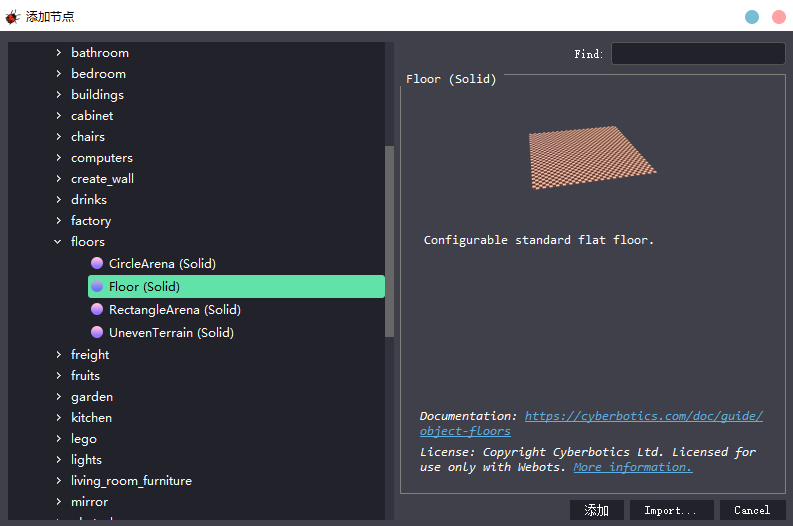 添加节点
bathroom
bedroom
buildings
cabinet
chairs
computers
create_wall
drinks
factory
floors
CircleArena (Solid)
Floor (Solid)
RectangleArena (Solid)
UnevenTerrain (Solid)
freight
fruits
garden
kitchen
lego
lights
living_room_furniture
mirror
Find:
Floor (Solid)
Configurable standard flat floor.
Documentation: https://cyberbotics.com/doc/guide/
object-floors
License: Copyright Cyberbotics Ltd. Licensed for
use only with Webots. More information.
添加
Import...
Cancel